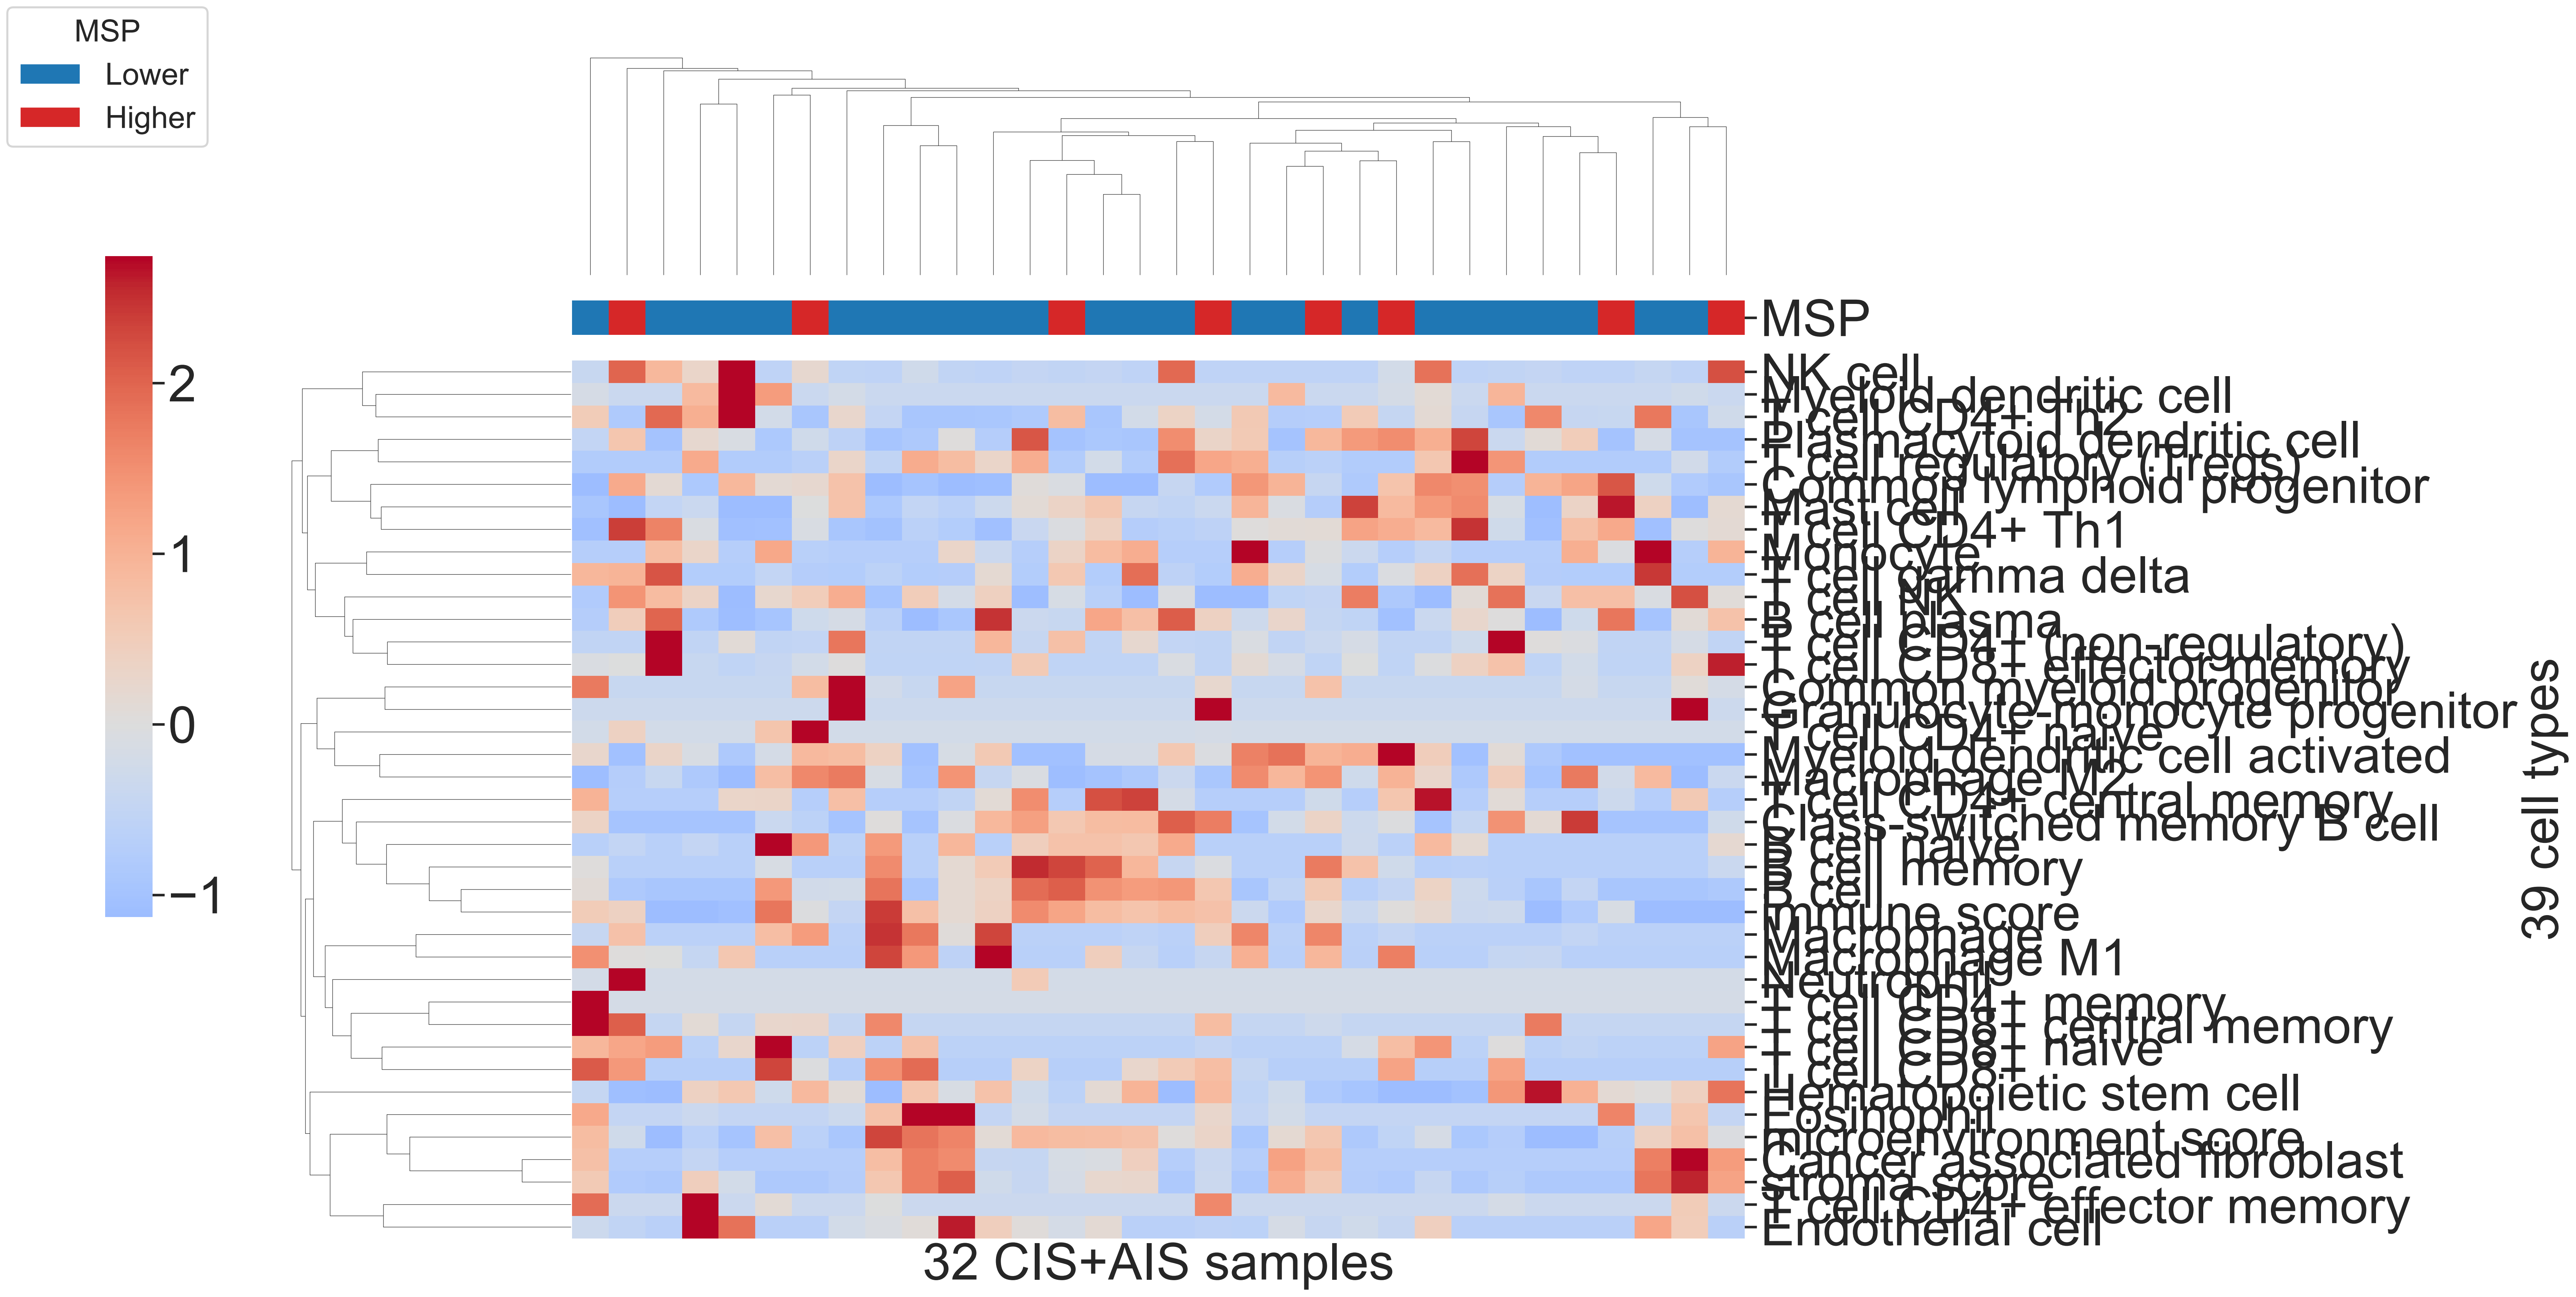 MSP
Lower
Higher
2
1
0
−1
MSP
NK cell
Myeloid dendritic cell
T cell CD4+ Th2
Plasmacytoid dendritic cell
T cell regulatory (Tregs)
Common lymphoid progenitor
Mast cell
T cell CD4+ Th1
Monocyte
T cell gamma delta
T cell NK
B cell plasma
T cell CD4+ (non-regulatory)
T cell CD8+ effector memory
Common myeloid progenitor
Granulocyte-monocyte progenitor
T cell CD4+ naive
Myeloid dendritic cell activated
Macrophage M2
T cell CD4+ central memory
Class-switched memory B cell
B cell naive
B cell memory
B cell
immune score
Macrophage
Macrophage M1
Neutrophil
T cell CD4+ memory
T cell CD8+ central memory
T cell CD8+ naive
T cell CD8+
Hematopoietic stem cell
Eosinophil
microenvironment score
Cancer associated fibroblast
stroma score
T cell CD4+ effector memory
Endothelial cell
39 cell types
32 CIS+AIS samples